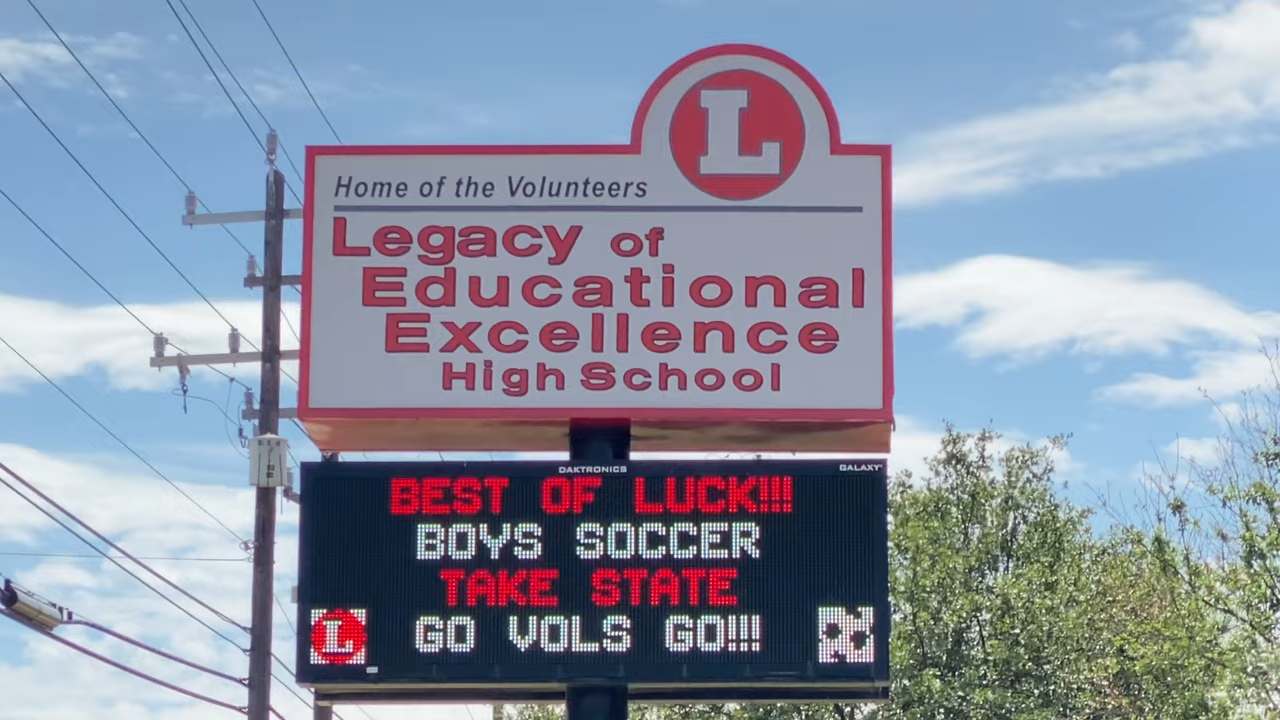 L
Home of the Volunteers
Legacy of
Educational
Excellence
High School
DAKTRONICS GALAXY
BEST OF LUCK!!!
BOYS SOCCER
TAKE STATE
GO VOLS GO!!!
L